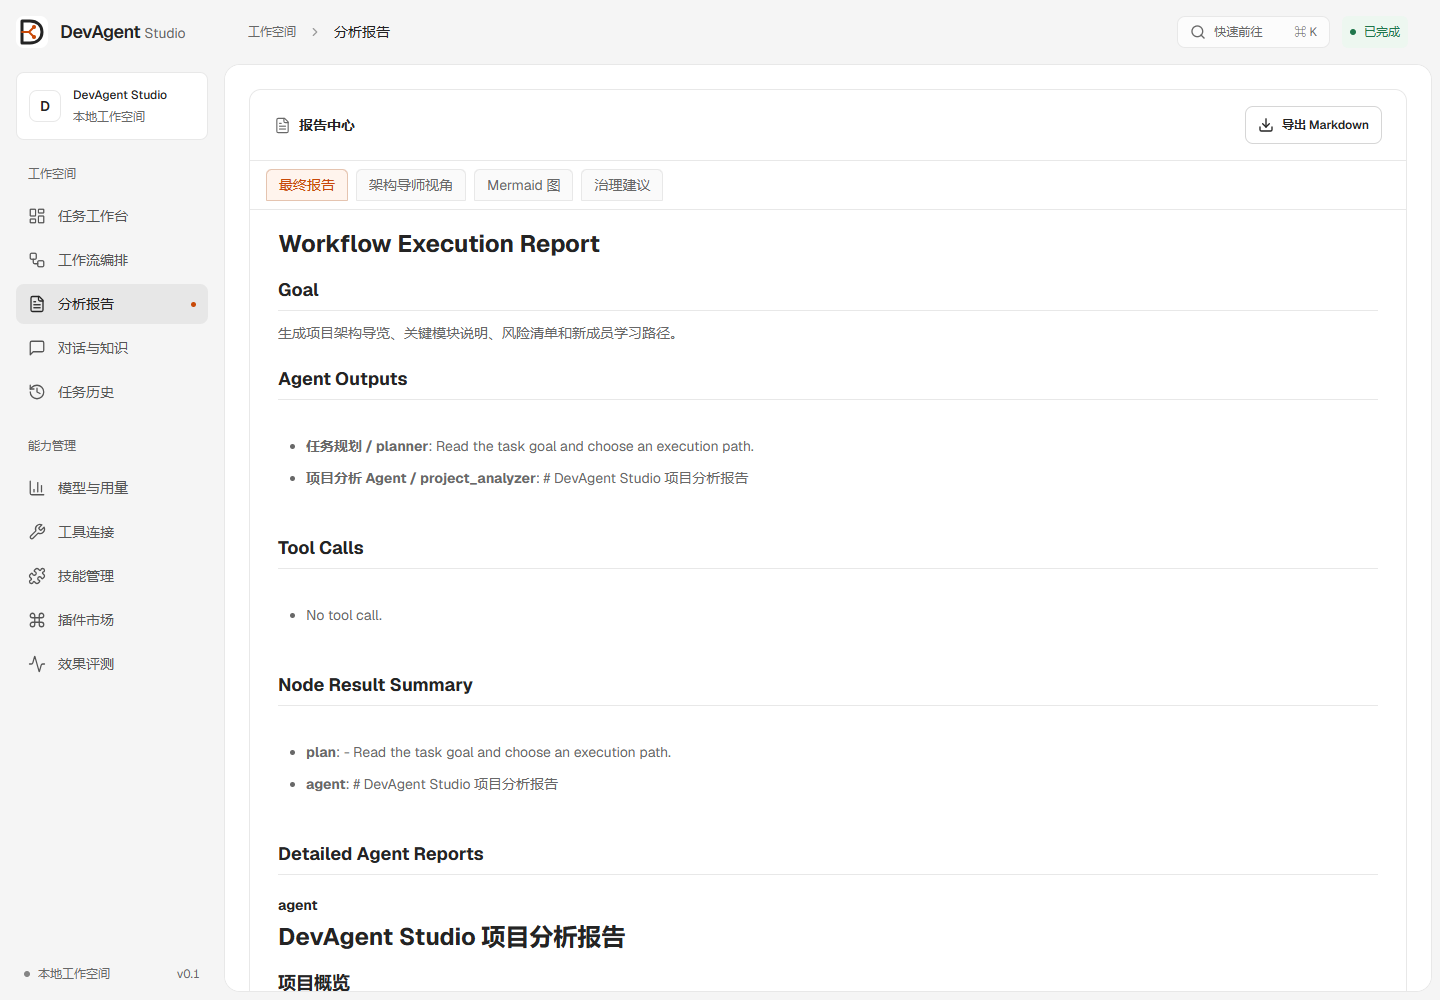 DevAgent Studio
工作空间 > 分析报告
快速前往 ⌘ K
已完成
D
DevAgent Studio
本地工作空间
工作空间
任务工作台
工作流编排
分析报告
对话与知识
任务历史
能力管理
模型与用量
工具连接
技能管理
插件市场
效果评测
本地工作空间 v0.1
报告中心
导出 Markdown
最终报告 架构导师视角 Mermaid 图 治理建议
Workflow Execution Report
Goal
生成项目架构导览、关键模块说明、风险清单和新成员学习路径。
Agent Outputs
任务规划 / planner: Read the task goal and choose an execution path.
项目分析 Agent / project_analyzer: # DevAgent Studio 项目分析报告
Tool Calls
No tool call.
Node Result Summary
plan: - Read the task goal and choose an execution path.
agent: # DevAgent Studio 项目分析报告
Detailed Agent Reports
agent
DevAgent Studio 项目分析报告
项目概览